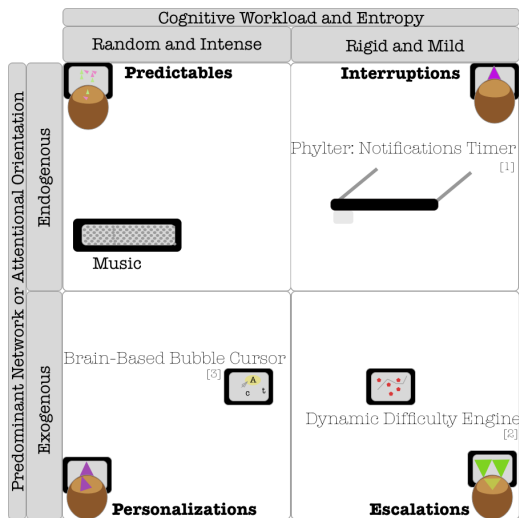 Cognitive Workload and Entropy
Random and Intense
Rigid and Mild
Predominant Network or Attentional Orientation
Endogenous
Predictables
Interruptions
Phylter: Notifications Timer
[1]
Music
Exogenous
Brain-Based Bubble Cursor
[3]
A
c t
Dynamic Difficulty Engine
[2]
Personalizations
Escalations